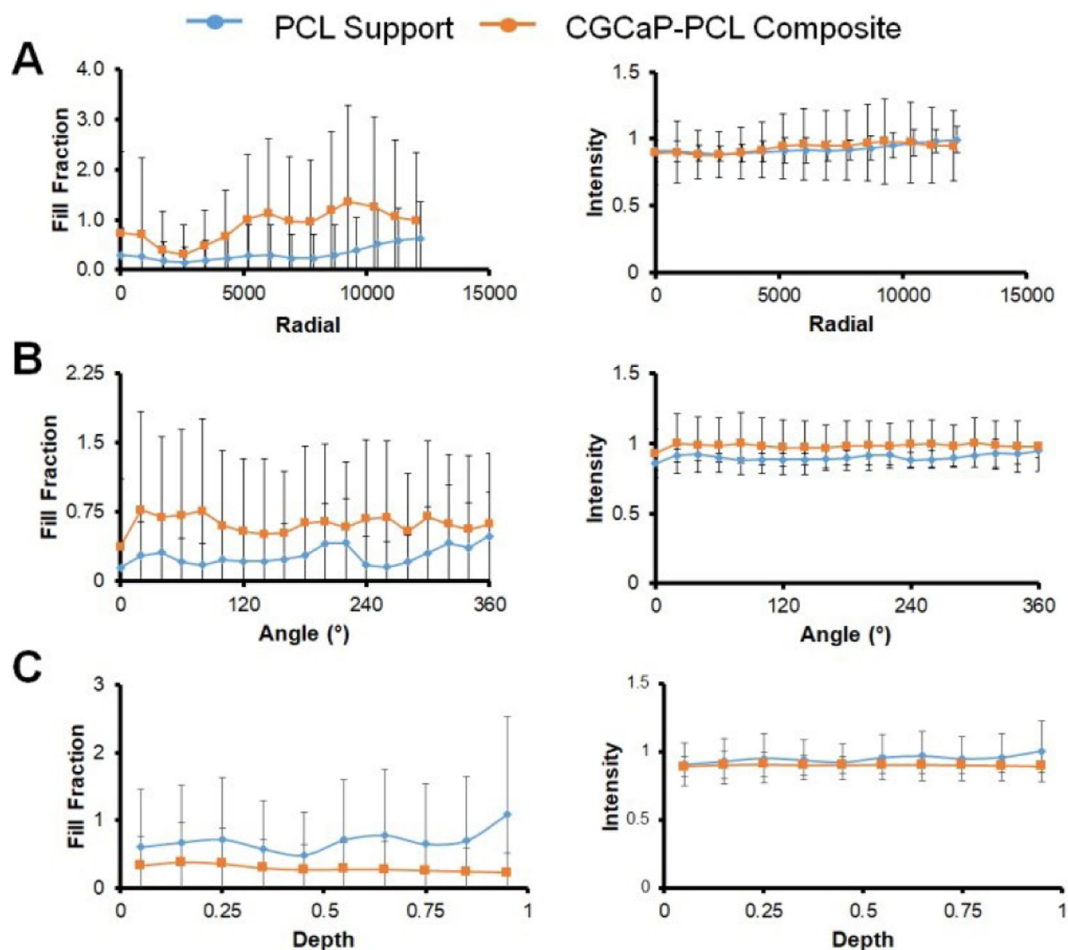 PCL Support CGCaP-PCL Composite
A
Fill Fraction
4.0
3.0
2.0
1.0
0.0
0 5000 10000 15000
Radial
Intensity
1.5
1
0.5
0
0 5000 10000 15000
Radial
B
Fill Fraction
2.25
1.5
0.75
0
0 120 240 360
Angle (°)
Intensity
1.5
1
0.5
0
0 120 240 360
Angle (°)
C
Fill Fraction
3
2
1
0
0 0.25 0.5 0.75 1
Depth
Intensity
1.5
1
0.5
0
0 0.25 0.5 0.75 1
Depth